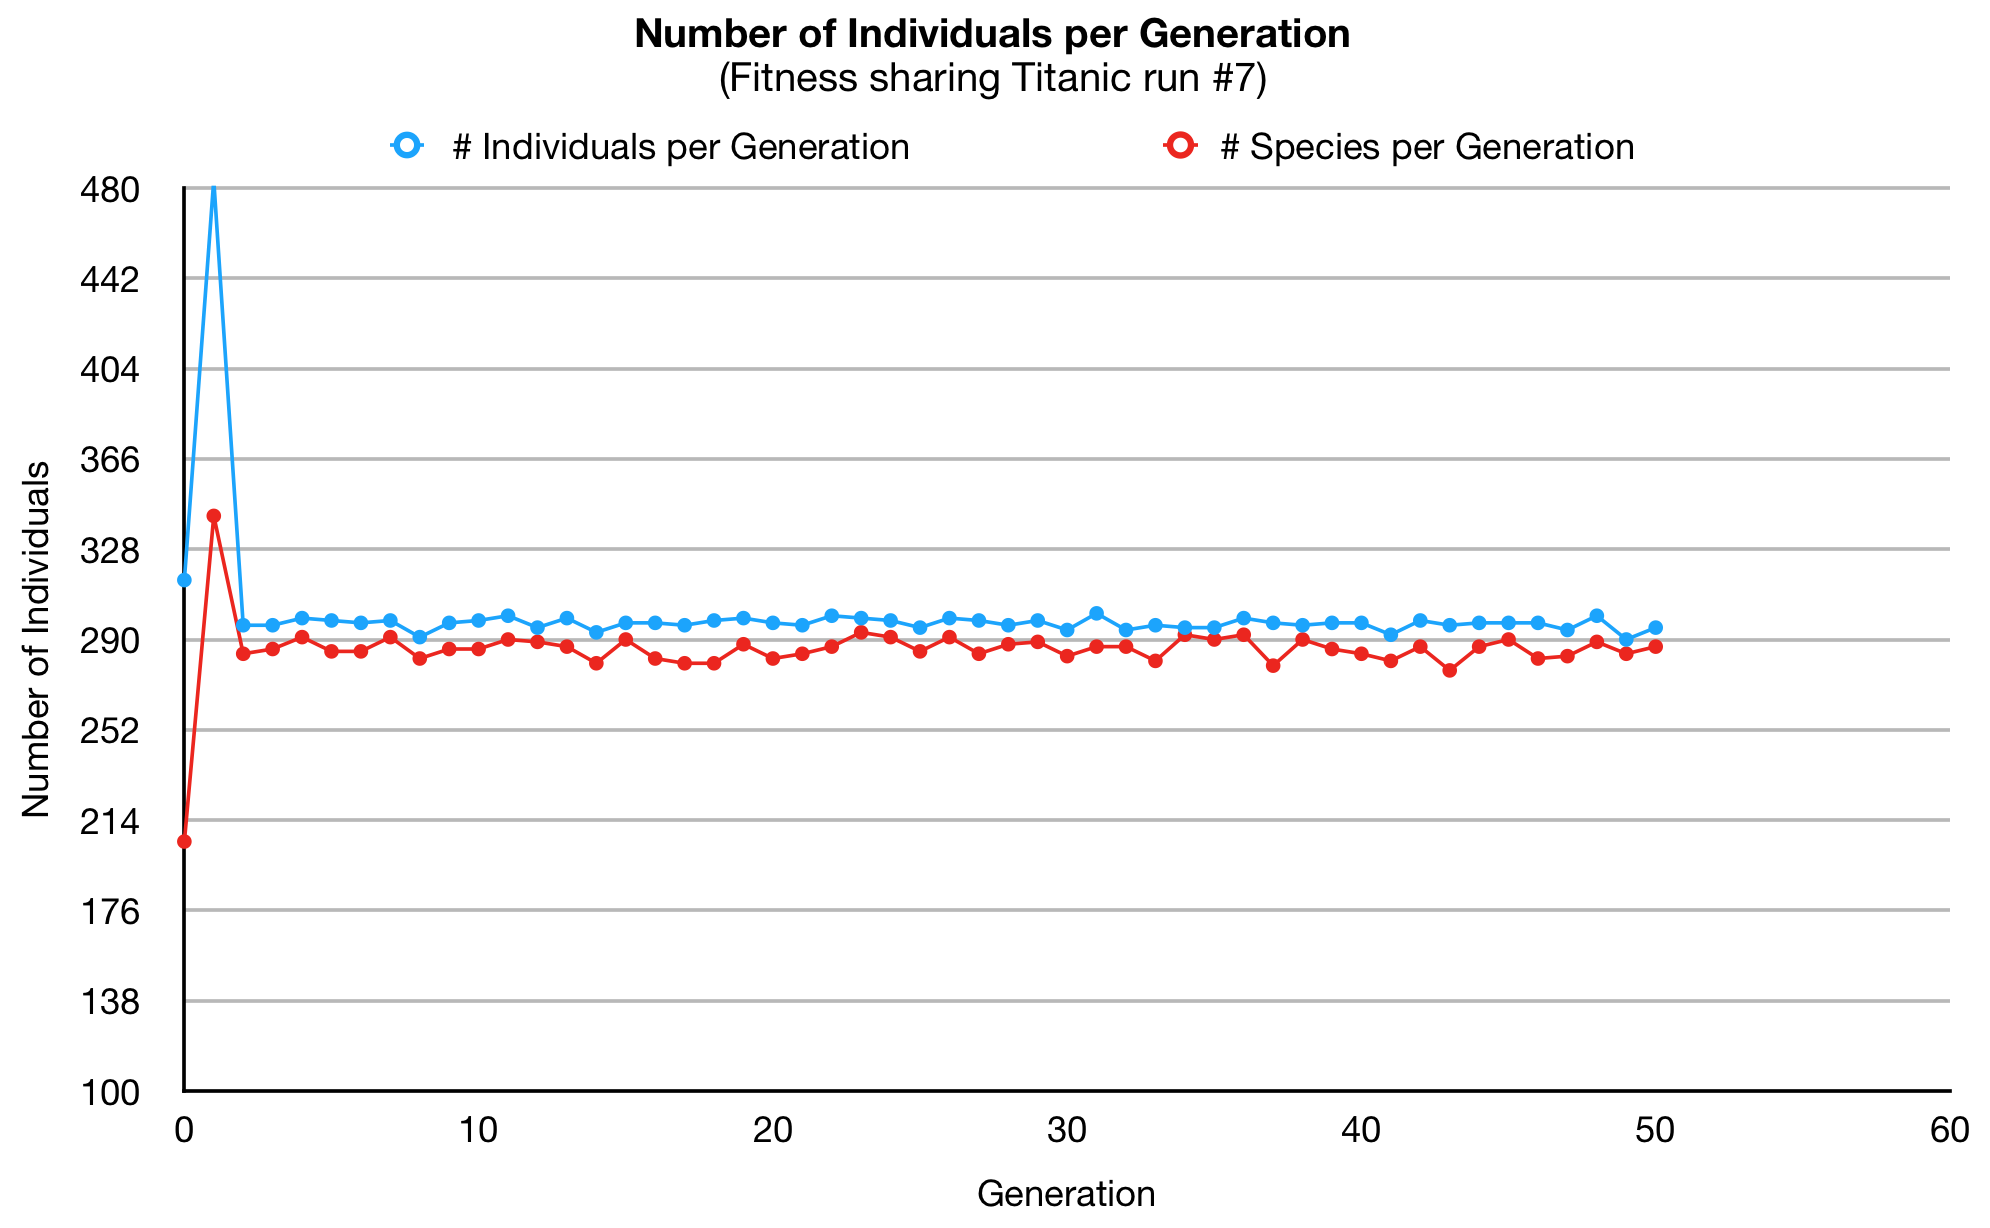 Number of Individuals per Generation
(Fitness sharing Titanic run #7)
# Individuals per Generation
# Species per Generation
480
442
404
366
328
290
252
214
176
138
100
Number of Individuals
0 10 20 30 40 50 60
Generation